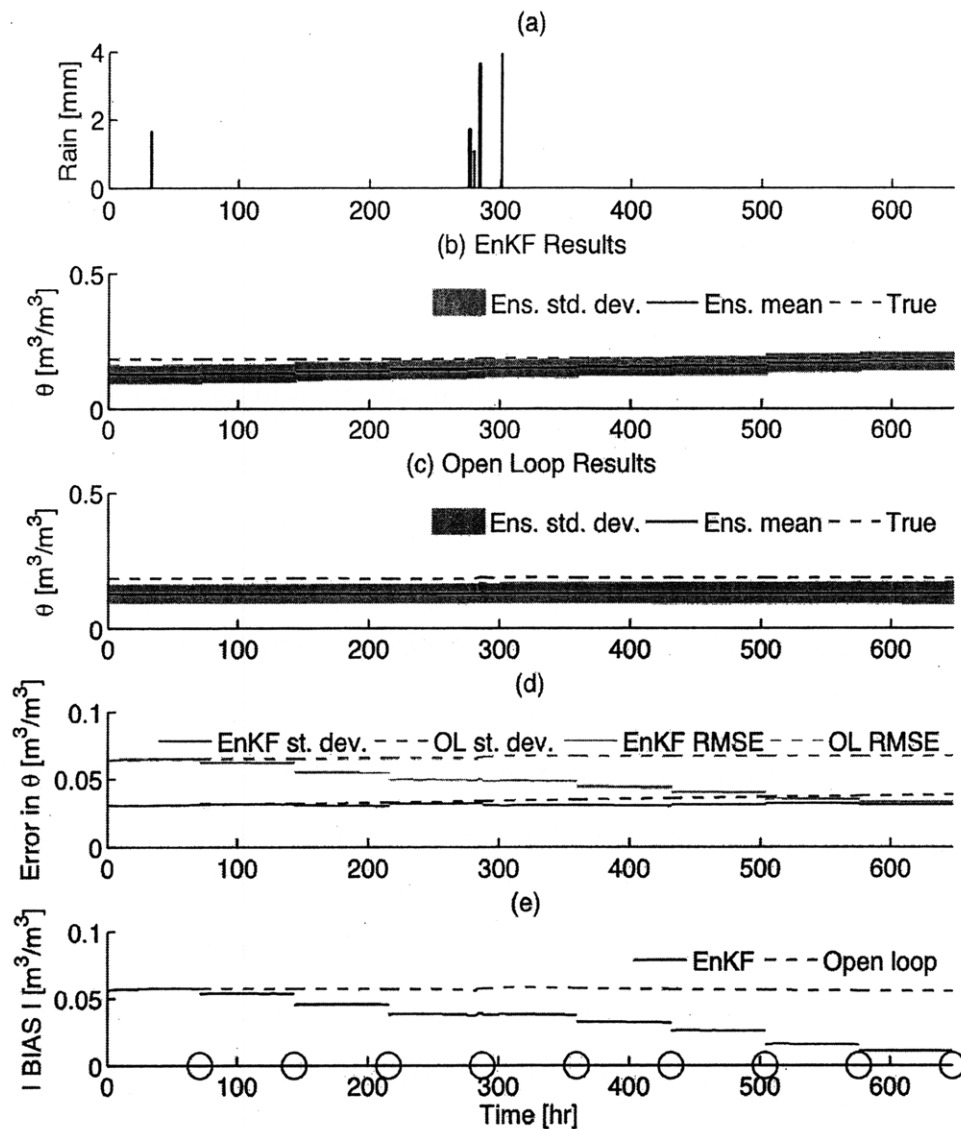 (a)
Rain [mm]
4
2
0
0 100 200 300 400 500 600
(b) EnKF Results
θ [m³/m³]
0.5
0
Ens. std. dev. Ens. mean True
0 100 200 300 400 500 600
(c) Open Loop Results
θ [m³/m³]
0.5
0
Ens. std. dev. Ens. mean True
0 100 200 300 400 500 600
(d)
Error in θ [m³/m³]
0.1
0.05
0
EnKF st. dev. OL st. dev. EnKF RMSE OL RMSE
0 100 200 300 400 500 600
(e)
| BIAS | [m³/m³]
0.1
0.05
0
EnKF Open loop
0 100 200 300 400 500 600
Time [hr]